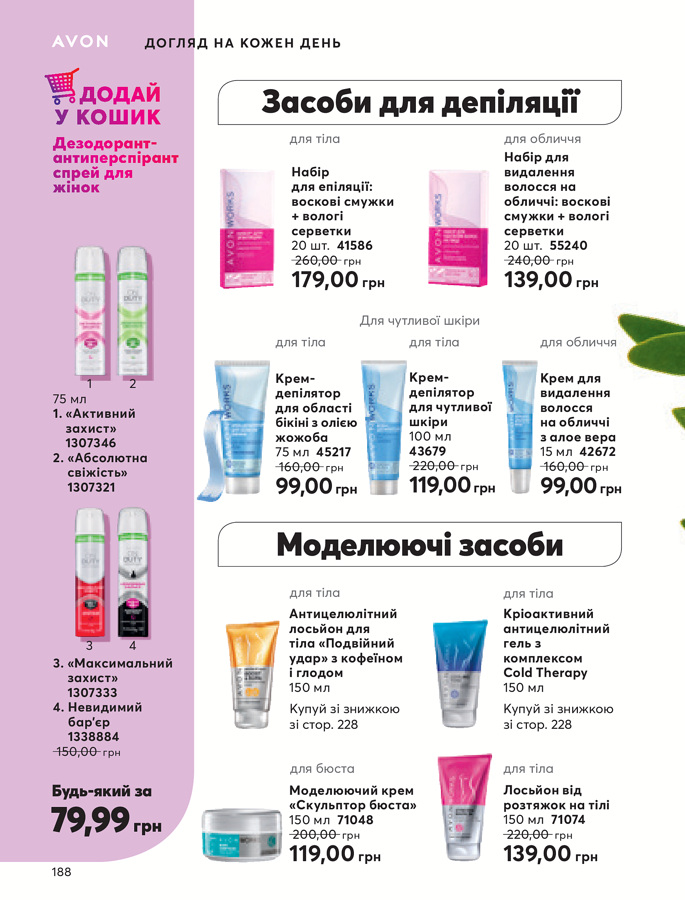 AVON
ДОГЛЯД НА КОЖЕН ДЕНЬ
ДОДАЙ
У КОШИК
Дезодорант-
антиперспірант
спрей для
жінок
1 2
75 мл
1. «Активний
захист»
1307346
2. «Абсолютна
свіжість»
1307321
3 4
3. «Максимальний
захист»
1307333
4. Невидимий
бар’єр
1338884
150,00 грн
Будь-який за
79,99 грн
188
Засоби для депіляції
для тіла
Набір
для епіляції:
воскові смужки
+ вологі
серветки
20 шт. 41586
260,00 грн
179,00 грн
для обличчя
Набір для
видалення
волосся на
обличчі: воскові
смужки + вологі
серветки
20 шт. 55240
240,00 грн
139,00 грн
Для чутливої шкіри
для тіла
Крем-
депілятор
для області
бікіні з олією
жожоба
75 мл 45217
160,00 грн
99,00 грн
для тіла
Крем-
депілятор
для чутливої
шкіри
100 мл
43679
220,00 грн
119,00 грн
для обличчя
Крем для
видалення
волосся
на обличчі
з алое вера
15 мл 42672
160,00 грн
99,00 грн
Моделюючі засоби
для тіла
Антицелюлітний
лосьйон для
тіла «Подвійний
удар» з кофеїном
і глодом
150 мл
Купуй зі знижкою
зі стор. 228
для тіла
Кріоактивний
антицелюлітний
гель з
комплексом
Cold Therapy
150 мл
Купуй зі знижкою
зі стор. 228
для бюста
Моделюючий крем
«Скульптор бюста»
150 мл 71048
200,00 грн
119,00 грн
для тіла
Лосьйон від
розтяжок на тілі
150 мл 71074
220,00 грн
139,00 грн
AVON WORKS
ON
DUTY